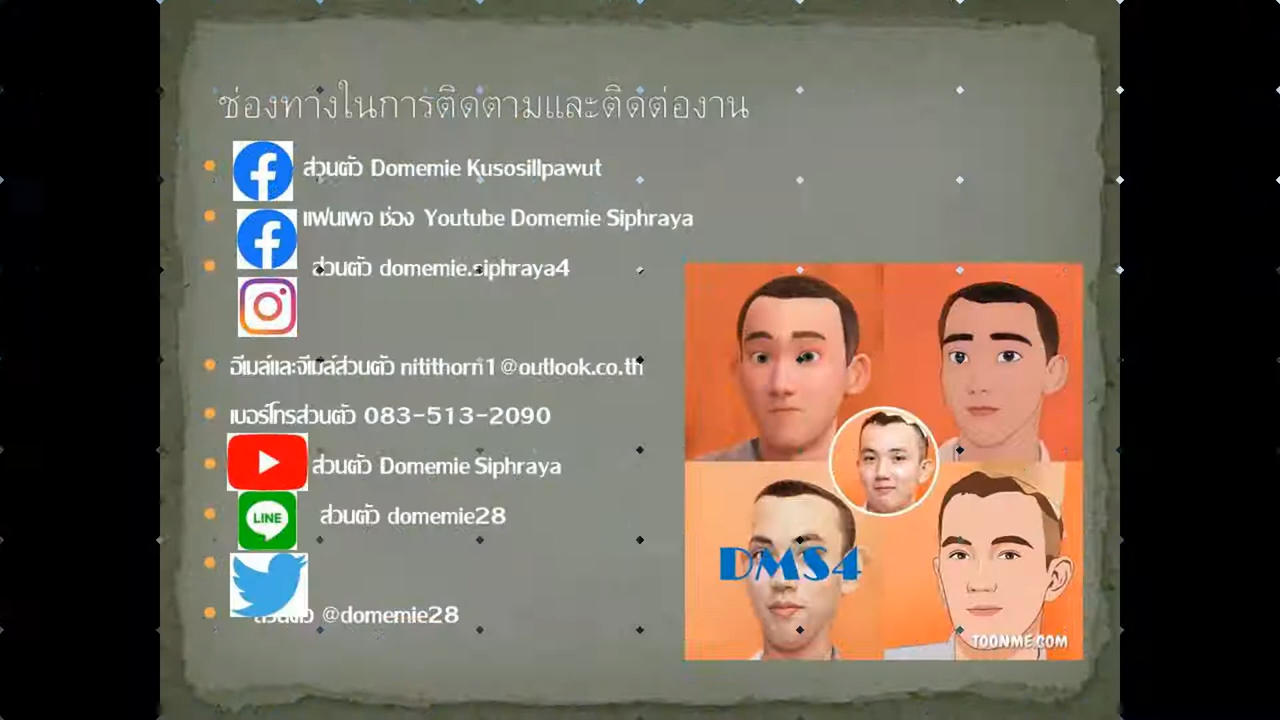 ช่องทางในการติดตามและติดต่องาน
ส่วนตัว Domemie Kusosillpawut
แฟนเพจ ช่อง Youtube Domemie Siphraya
ส่วนตัว domemie.siphraya4
อีเมล์และจีเมล์ส่วนตัว nitithorn1@outlook.co.th
เบอร์โทรส่วนตัว 083-513-2090
ส่วนตัว Domemie Siphraya
LINE
ส่วนตัว domemie28
ส่วนตัว @domemie28
DMS4
TOONME.COM